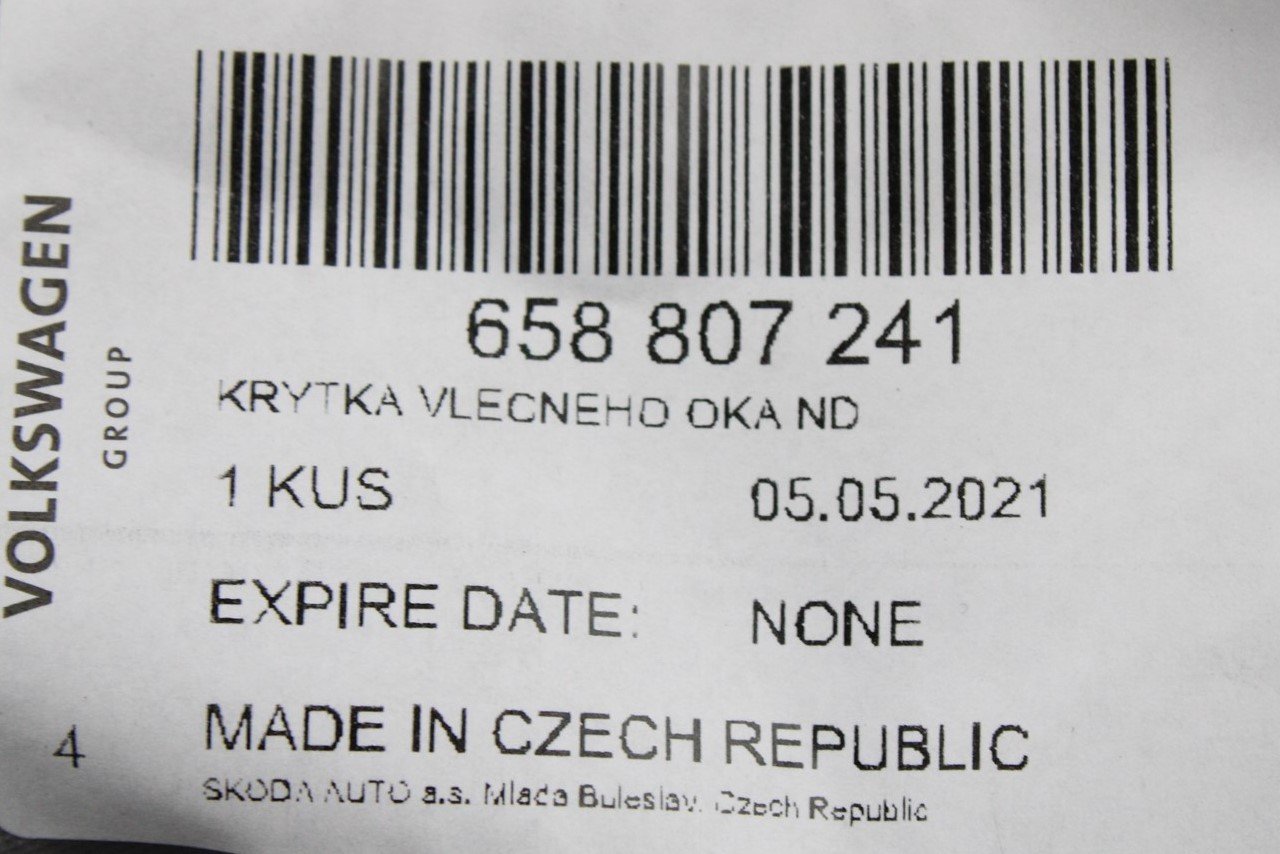 VOLKSWAGEN
GROUP
658 807 241
KRYTKA VLECNEHO OKA ND
1 KUS 05.05.2021
EXPIRE DATE: NONE
MADE IN CZECH REPUBLIC
4
SKODA AUTO a.s. Mlada Boleslav, Czech Republic